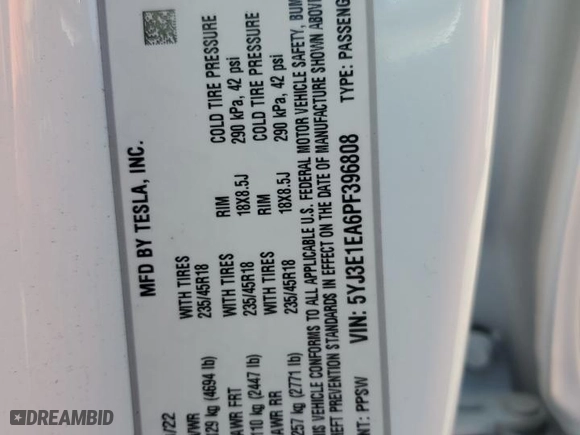 MFD BY TESLA, INC.
/22
VWR
129 kg (4694 lb)
AWR FRT
110 kg (2447 lb)
AWR RR
257 kg (2771 lb)
WITH TIRES
235/45R18
WITH TIRES
235/45R18
WITH TIRES
235/45R18
RIM
18X8.5J
RIM
18X8.5J
COLD TIRE PRESSURE
290 kPa, 42 psi
COLD TIRE PRESSURE
290 kPa, 42 psi
IS VEHICLE CONFORMS TO ALL APPLICABLE U.S. FEDERAL MOTOR VEHICLE SAFETY, BUM
EFT PREVENTION STANDARDS IN EFFECT ON THE DATE OF MANUFACTURE SHOWN ABOVE
NT: PPSW
VIN: 5YJ3E1EA6PF396808
TYPE: PASSENG
DREAMBID